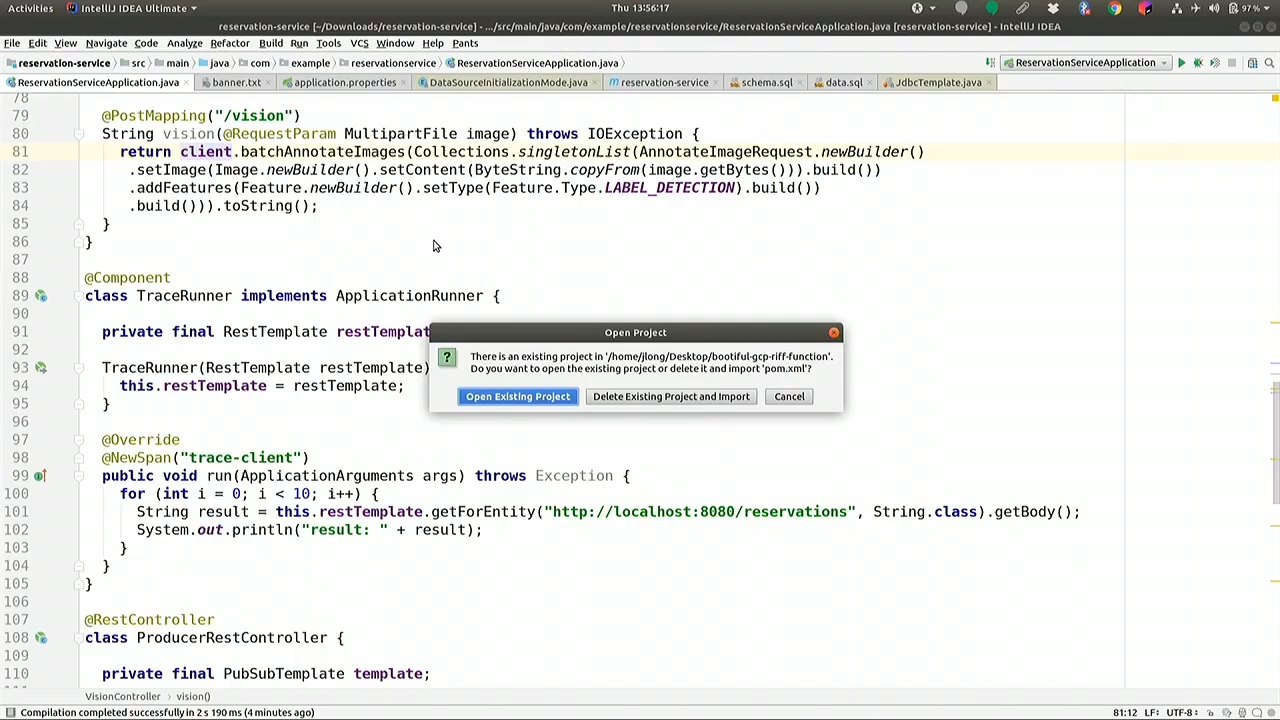 Activities IntelliJ IDEA Ultimate Thu 13:56:17 97 %
reservation-service [~/Downloads/reservation-service] - .../src/main/java/com/example/reservationservice/ReservationServiceApplication.java [reservation-service] - IntelliJ IDEA
File Edit View Navigate Code Analyze Refactor Build Run Tools VCS Window Help Pants
reservation-service src main java com example reservationservice ReservationServiceApplication.java ReservationServiceApplication
ReservationServiceApplication.java banner.txt application.properties DataSourceInitializationMode.java reservation-service schema.sql data.sql JdbcTemplate.java
78
79 @PostMapping("/vision")
80 String vision(@RequestParam MultipartFile image) throws IOException {
81 return client.batchAnnotateImages(Collections.singletonList(AnnotateImageRequest.newBuilder()
82 .setImage(Image.newBuilder().setContent(ByteString.copyFrom(image.getBytes())).build())
83 .addFeatures(Feature.newBuilder().setType(Feature.Type.LABEL_DETECTION).build())
84 .build())).toString();
85 }
86 }
87
88 @Component
89 class TraceRunner implements ApplicationRunner {
90
91 private final RestTemplate restTemplat
92
93 TraceRunner(RestTemplate restTemplate)
94 this.restTemplate = restTemplate;
95 }
96
97 @Override
98 @NewSpan("trace-client")
99 public void run(ApplicationArguments args) throws Exception {
100 for (int i = 0; i < 10; i++) {
101 String result = this.restTemplate.getForEntity("http://localhost:8080/reservations", String.class).getBody();
102 System.out.println("result: " + result);
103 }
104 }
105 }
106
107 @RestController
108 class ProducerRestController {
109
110 private final PubSubTemplate template;
Open Project
There is an existing project in '/home/jlong/Desktop/bootiful-gcp-riff-function'.
Do you want to open the existing project or delete it and import 'pom.xml'?
Open Existing Project Delete Existing Project and Import Cancel
VisionController › vision()
Compilation completed successfully in 2 s 190 ms (4 minutes ago) 81:12 LF÷ UTF-8÷